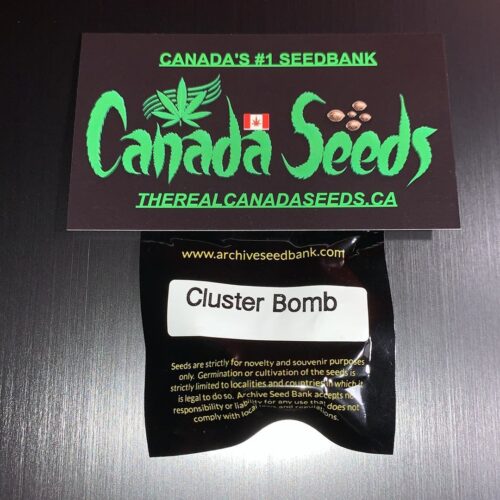 CANADA'S #1 SEEDBANK
Canada Seeds
THEREALCANADASEEDS.CA
www.archiveseedbank.com
Cluster Bomb
Seeds are strictly for novelty and souvenir purposes
only. Germination or cultivation of the seeds is
strictly limited to localities and countries in which it
is legal to do so. Archive Seed Bank accepts no
responsibility or liability for any use that does not
comply with local laws and regulations.